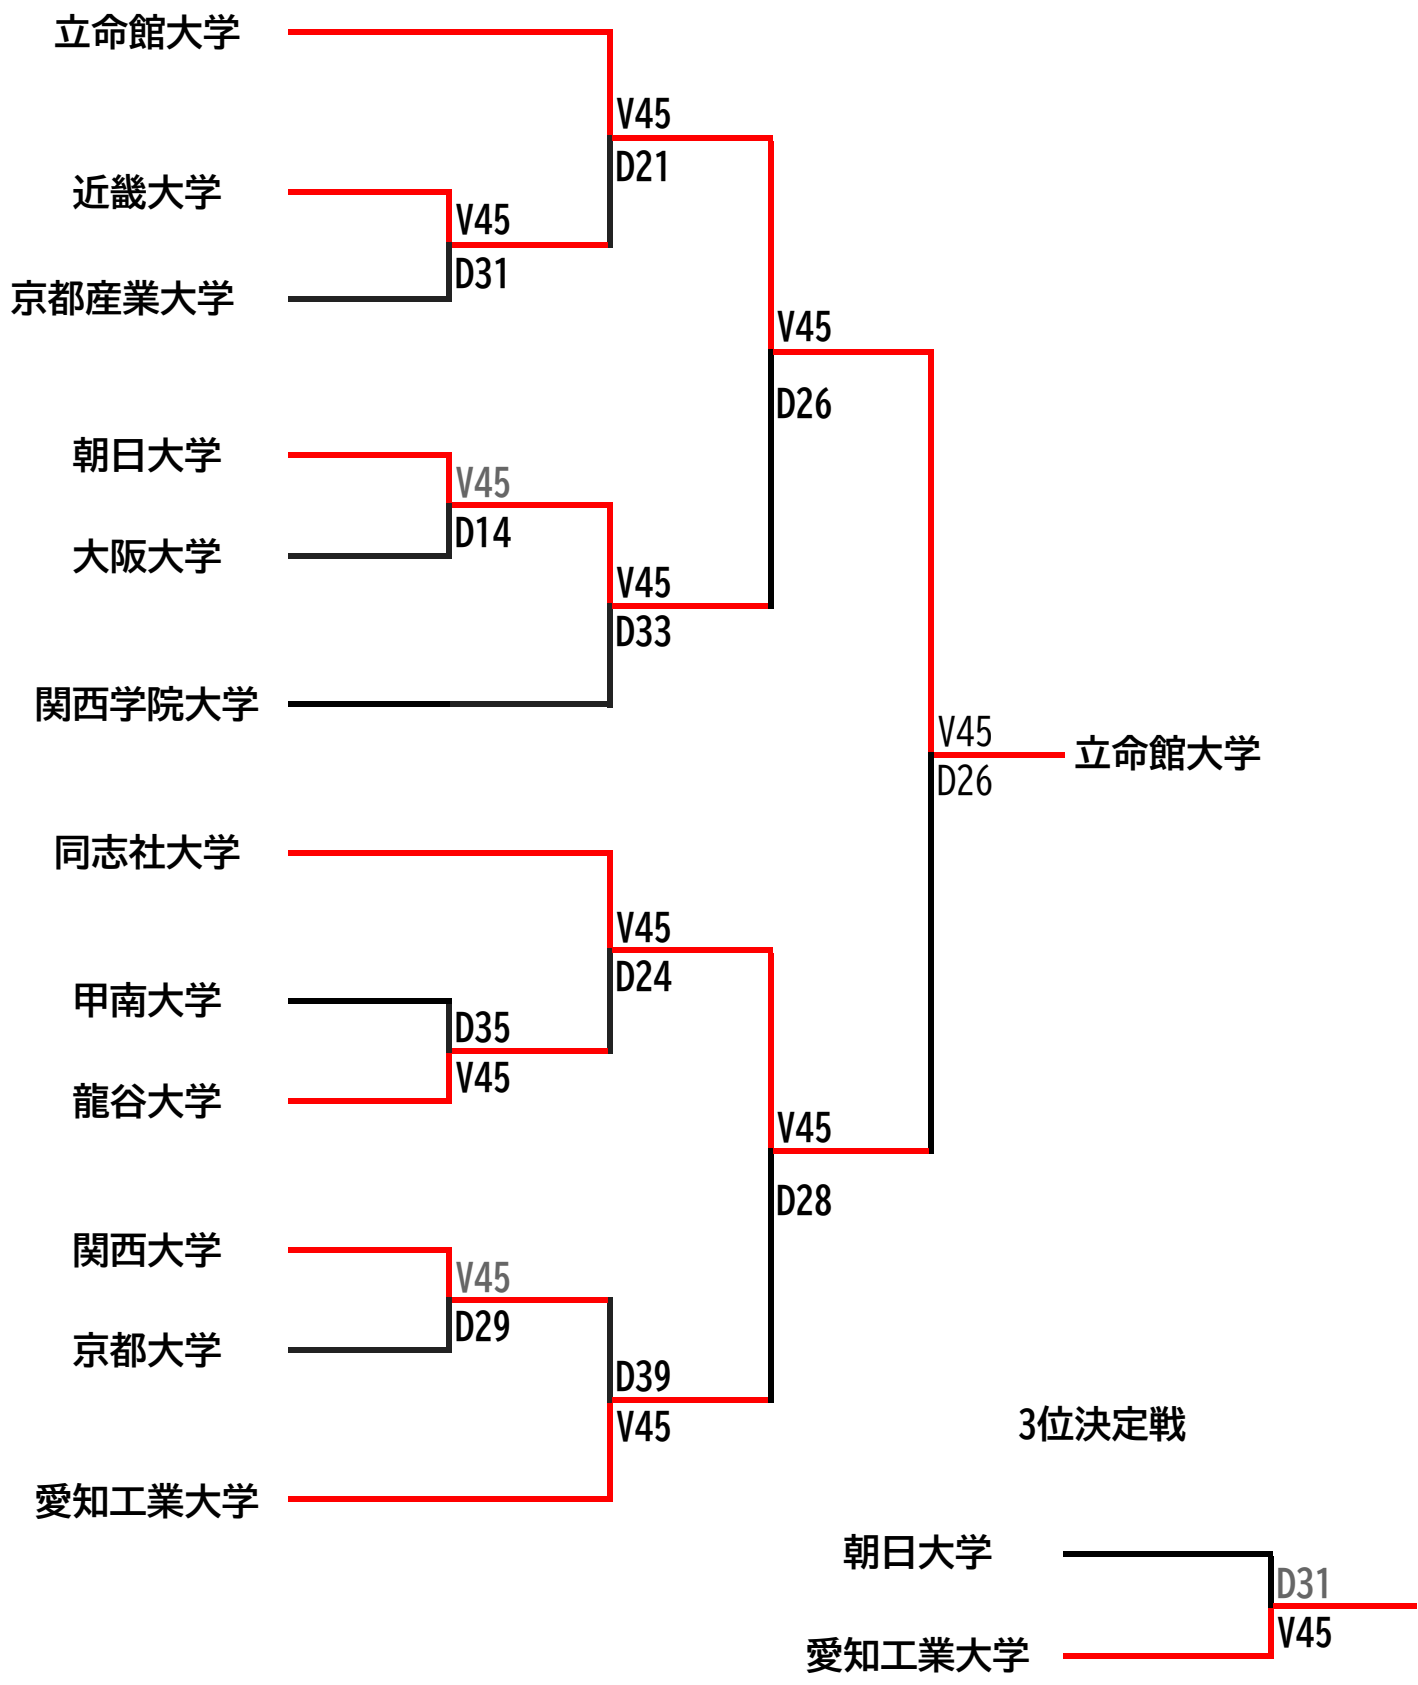 立命館大学
V45
D21
近畿大学
V45
D31
京都産業大学
V45
D26
朝日大学
V45
D14
大阪大学
V45
D33
関西学院大学
V45
D26
立命館大学
同志社大学
V45
D24
甲南大学
D35
V45
龍谷大学
V45
D28
関西大学
V45
D29
京都大学
D39
V45
愛知工業大学
3位決定戦
朝日大学
D31
V45
愛知工業大学